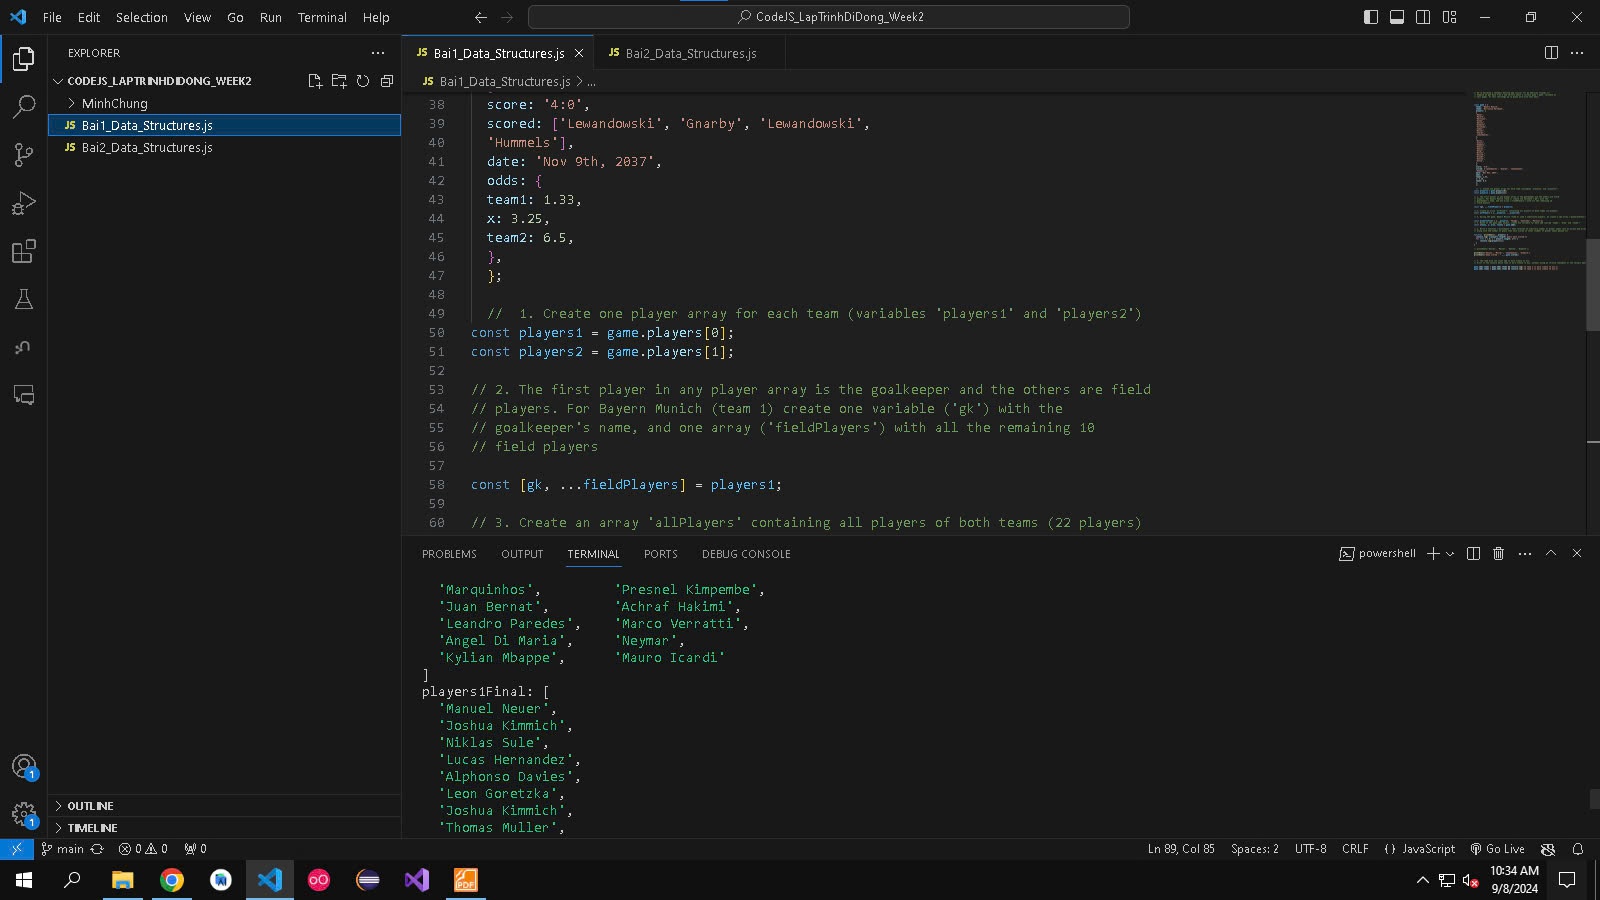 File Edit Selection View Go Run Terminal Help
CodeJS_LapTrinhDiDong_Week2
EXPLORER
CODEJS_LAPTRINHDIDONG_WEEK2
MinhChung
JS Bai1_Data_Structures.js
JS Bai2_Data_Structures.js
OUTLINE
TIMELINE
JS Bai1_Data_Structures.js
JS Bai2_Data_Structures.js
JS Bai1_Data_Structures.js > ...
38 score: '4:0',
39 scored: ['Lewandowski', 'Gnarby', 'Lewandowski',
40 'Hummels'],
41 date: 'Nov 9th, 2037',
42 odds: {
43 team1: 1.33,
44 x: 3.25,
45 team2: 6.5,
46 },
47 };
48
49 //  1. Create one player array for each team (variables 'players1' and 'players2')
50 const players1 = game.players[0];
51 const players2 = game.players[1];
52
53 // 2. The first player in any player array is the goalkeeper and the others are field
54 // players. For Bayern Munich (team 1) create one variable ('gk') with the
55 // goalkeeper's name, and one array ('fieldPlayers') with all the remaining 10
56 // field players
57
58 const [gk, ...fieldPlayers] = players1;
59
60 // 3. Create an array 'allPlayers' containing all players of both teams (22 players)
PROBLEMS OUTPUT TERMINAL PORTS DEBUG CONSOLE
powershell
'Marquinhos', 'Presnel Kimpembe',
'Juan Bernat', 'Achraf Hakimi',
'Leandro Paredes', 'Marco Verratti',
'Angel Di Maria', 'Neymar',
'Kylian Mbappe', 'Mauro Icardi'
]
players1Final: [
'Manuel Neuer',
'Joshua Kimmich',
'Niklas Sule',
'Lucas Hernandez',
'Alphonso Davies',
'Leon Goretzka',
'Joshua Kimmich',
'Thomas Muller',
1
1
main 0 0 0
Ln 89, Col 85 Spaces: 2 UTF-8 CRLF {} JavaScript Go Live
PDF
10:34 AM
9/8/2024